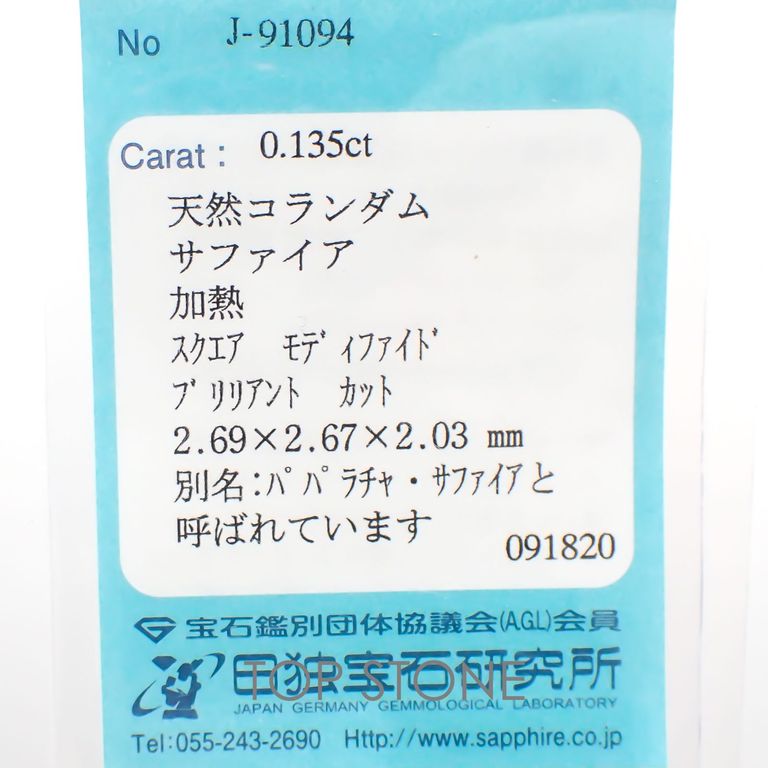 No J-91094
Carat : 0.135ct
天然コランダム
サファイア
加熱
ｽｸｴｱ ﾓﾃﾞｨﾌｧｲﾄﾞ
ﾌﾞﾘﾘｱﾝﾄ ｶｯﾄ
2.69×2.67×2.03 mm
別名:ﾊﾟﾊﾟﾗﾁｬ・ｻﾌｧｲｱと
呼ばれています
091820
宝石鑑別団体協議会(AGL)会員
日独宝石研究所
TOP STONE
JAPAN GERMANY GEMMOLOGICAL LABORATORY
Tel:055-243-2690 Http://www.sapphire.co.jp